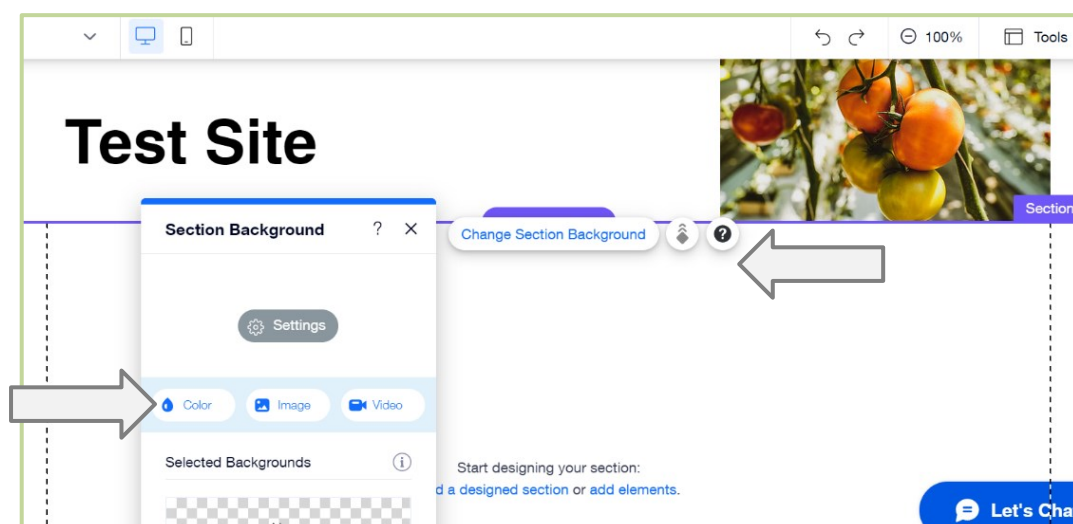 100%
Tools
Test Site
Section
Section Background ? ×
Change Section Background ?
Settings
Color Image Video
Selected Backgrounds i
Start designing your section:
d a designed section or add elements.
Let's Cha